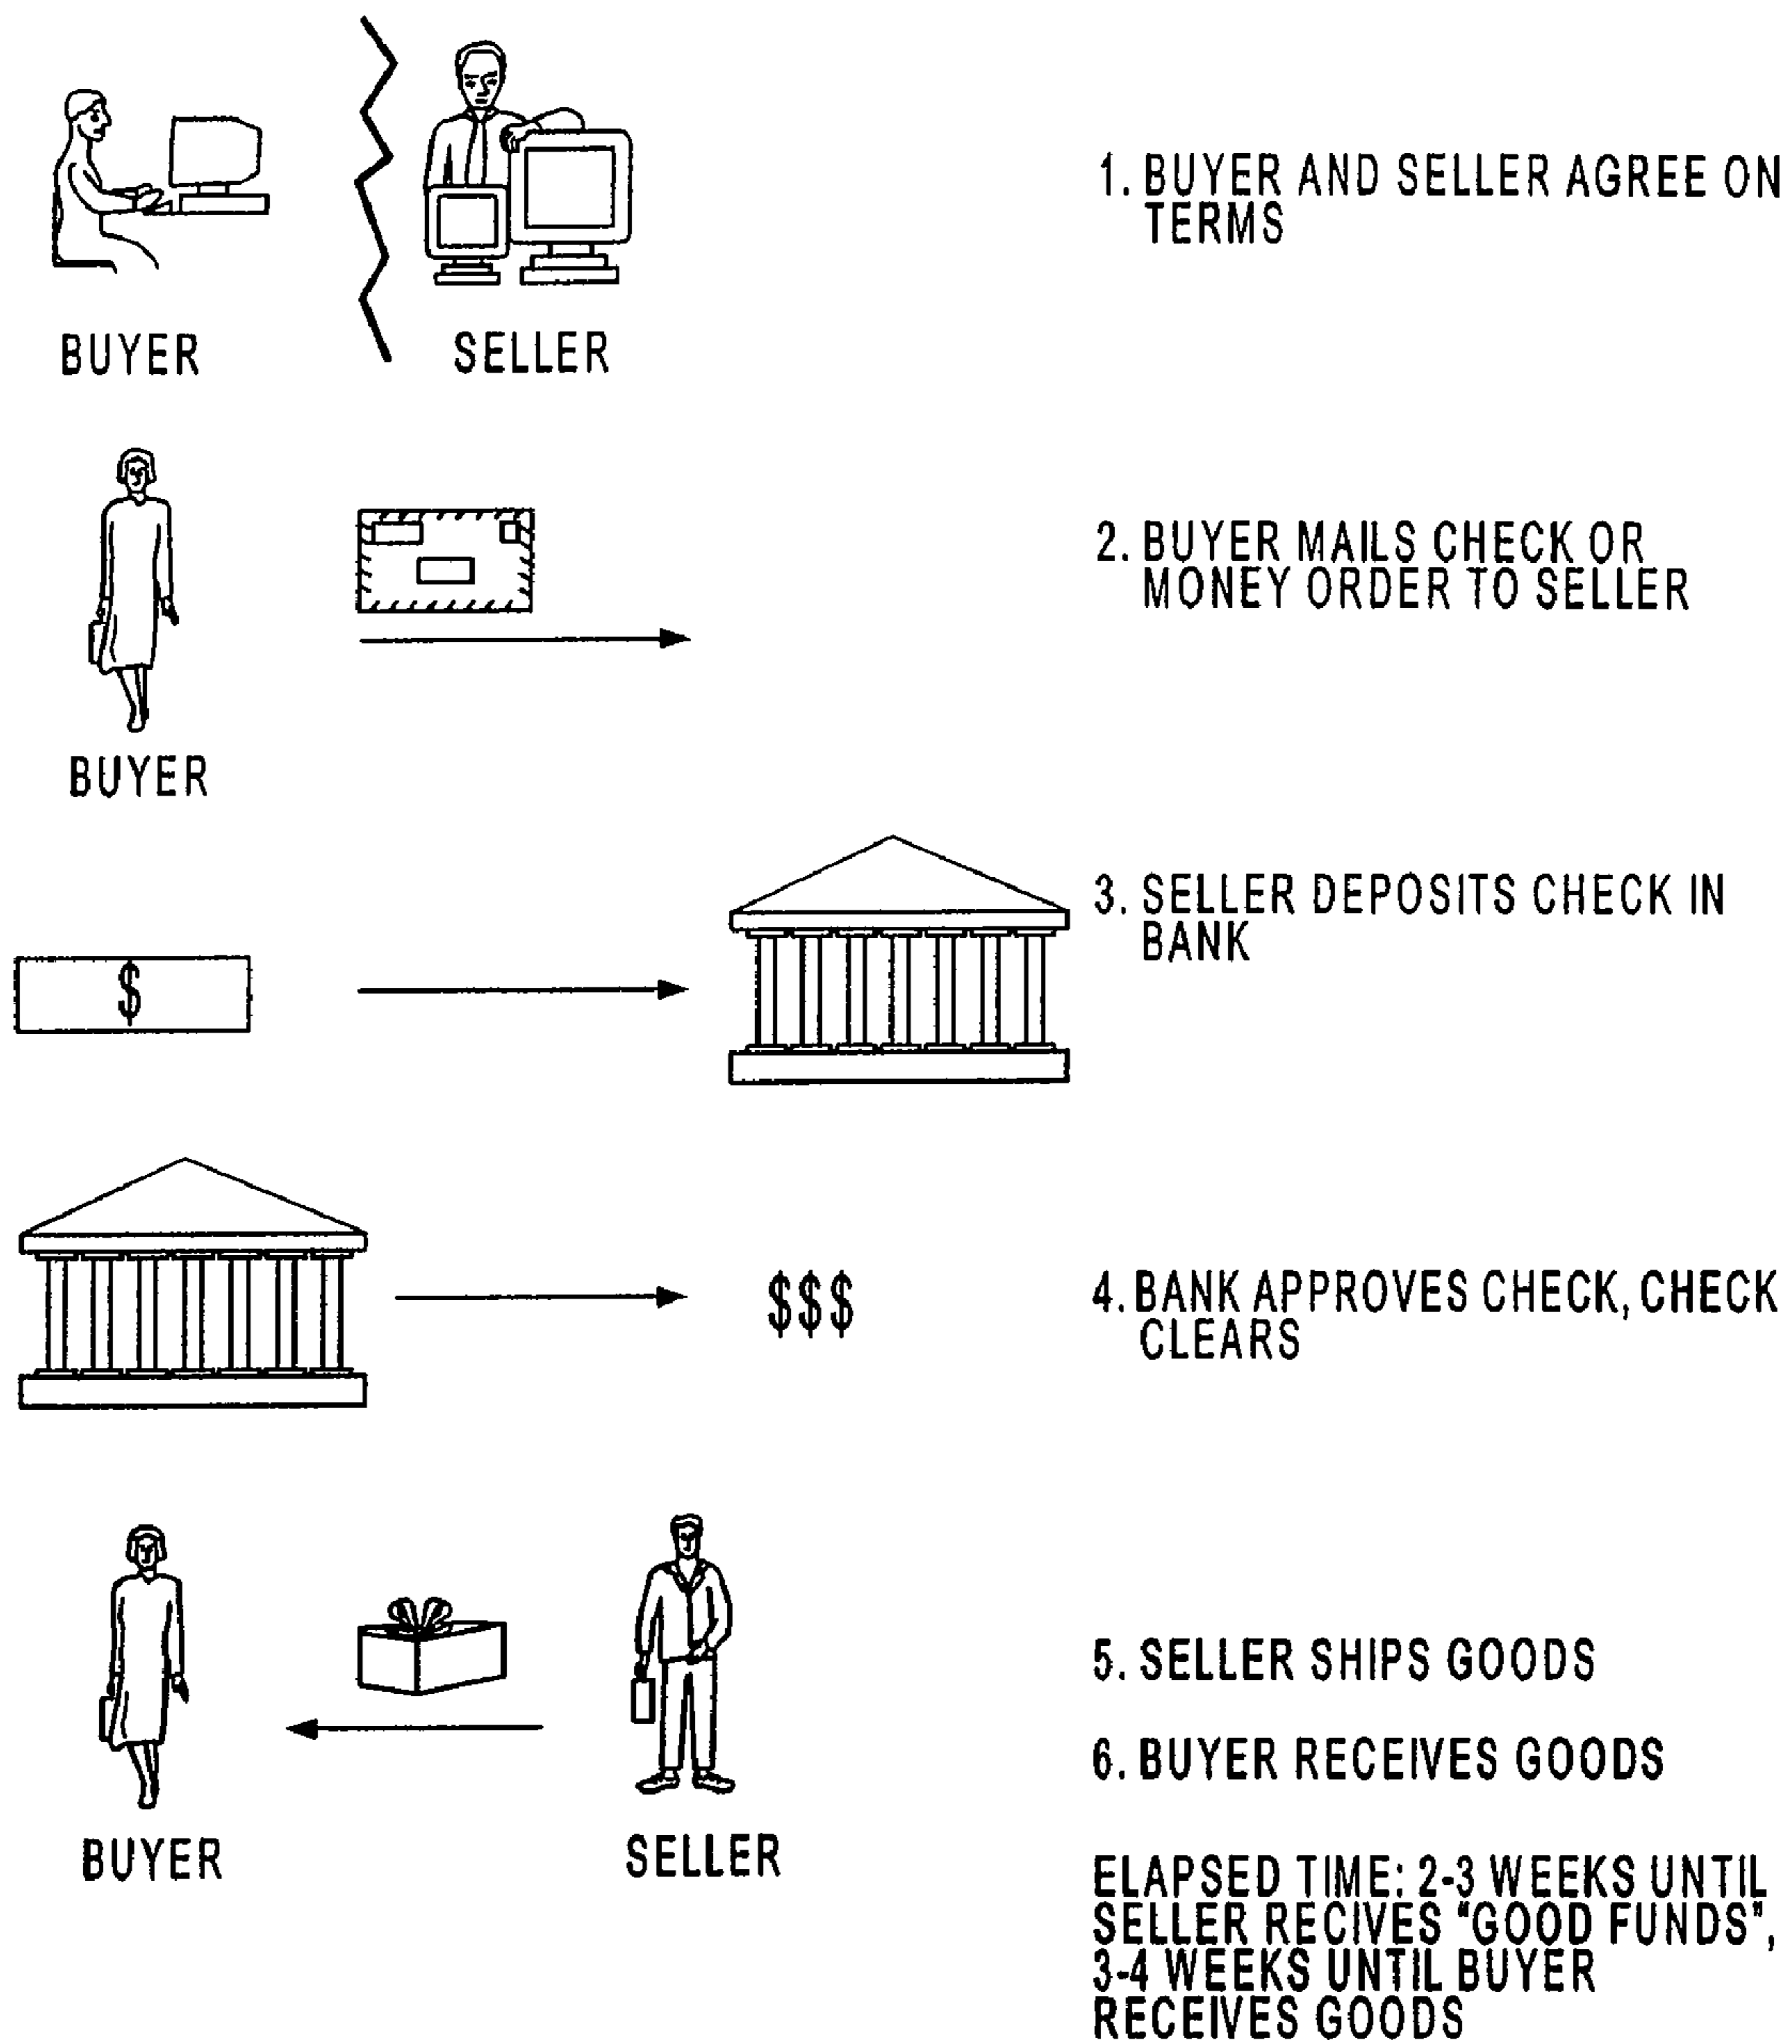 1. BUYER AND SELLER AGREE ON
TERMS
BUYER
SELLER
2. BUYER MAILS CHECK OR
MONEY ORDER TO SELLER
BUYER
3. SELLER DEPOSITS CHECK IN
BANK
$
4. BANK APPROVES CHECK, CHECK
CLEARS
$$$
5. SELLER SHIPS GOODS
6. BUYER RECEIVES GOODS
BUYER
SELLER
ELAPSED TIME: 2-3 WEEKS UNTIL
SELLER RECIVES "GOOD FUNDS",
3-4 WEEKS UNTIL BUYER
RECEIVES GOODS